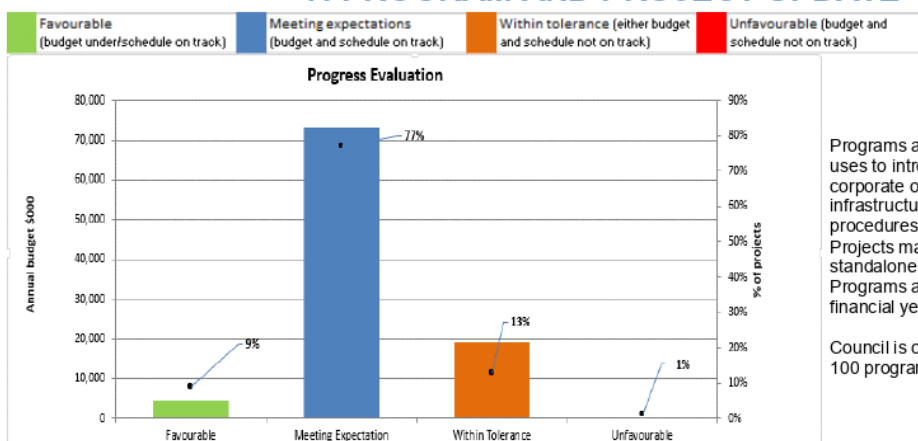 Favourable
(budget under/schedule on track)
Meeting expectations
(budget and schedule on track)
Within tolerance (either budget
and schedule not on track)
Unfavourable (budget and
schedule not on track)
Progress Evaluation
80,000
70,000
60,000
50,000
40,000
30,000
20,000
10,000
0
Annual budget $000
90%
80%
70%
60%
50%
40%
30%
20%
10%
0%
% of projects
9%
77%
13%
1%
Favourable
Meeting Expectation
Within Tolerance
Unfavourable
Programs a
uses to intr
corporate o
infrastructu
procedures
Projects ma
standalone
Programs a
financial ye
Council is o
100 program